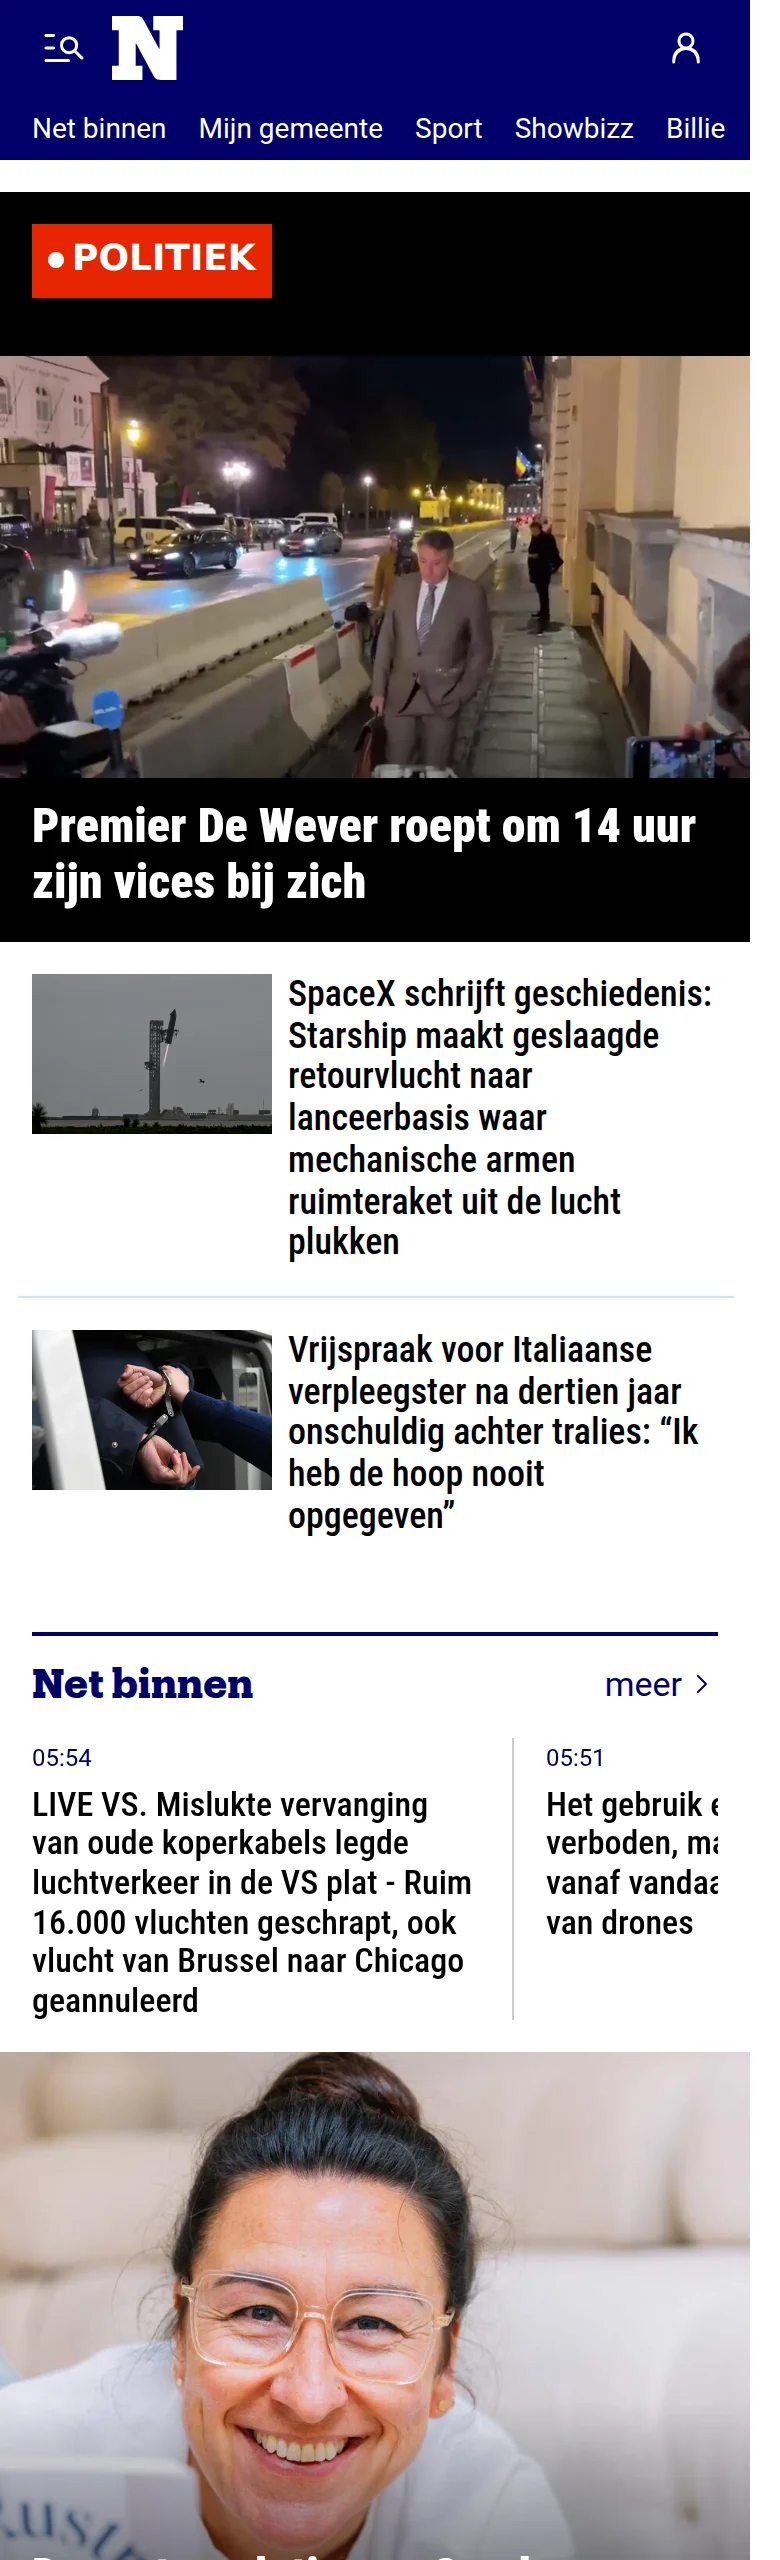 N
Net binnen Mijn gemeente Sport Showbizz Billie
POLITIEK
Premier De Wever roept om 14 uur
zijn vices bij zich
SpaceX schrijft geschiedenis:
Starship maakt geslaagde
retourvlucht naar
lanceerbasis waar
mechanische armen
ruimteraket uit de lucht
plukken
Vrijspraak voor Italiaanse
verpleegster na dertien jaar
onschuldig achter tralies: “Ik
heb de hoop nooit
opgegeven”
Net binnen meer
05:54
LIVE VS. Mislukte vervanging
van oude koperkabels legde
luchtverkeer in de VS plat - Ruim
16.000 vluchten geschrapt, ook
vlucht van Brussel naar Chicago
geannuleerd
05:51
Het gebruik
verboden,
vanaf
van drones